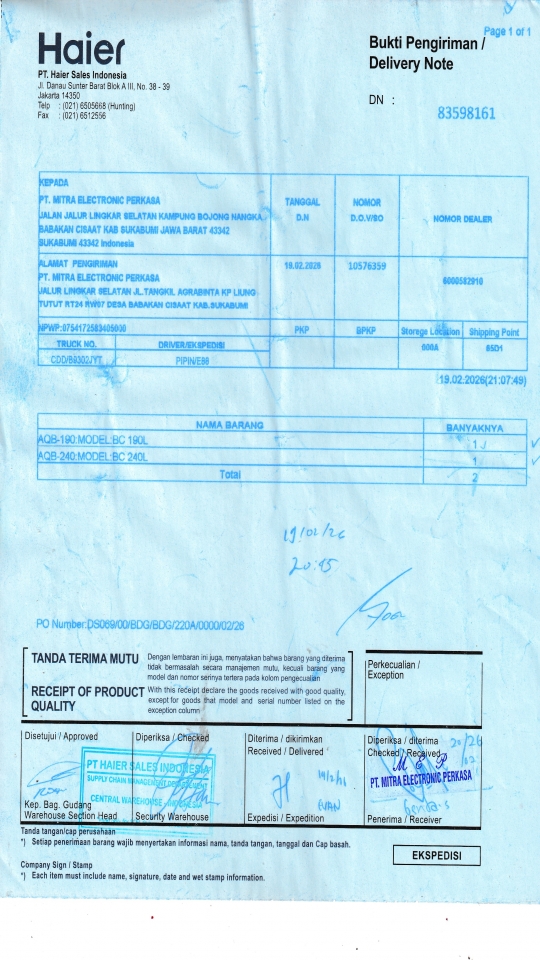 Page 1 of 1
Haier
Bukti Pengiriman /
Delivery Note
PT. Haier Sales Indonesia
Jl. Danau Sunter Barat Blok A III, No. 38 - 39
Jakarta 14350
Telp : (021) 6505668 (Hunting)
Fax : (021) 6512556
DN : 83598161
KEPADA
PT. MITRA ELECTRONIC PERKASA
JALAN JALUR LINGKAR SELATAN KAMPUNG BOJONG NANGKA
BABAKAN CISAAT KAB SUKABUMI JAWA BARAT 43342
SUKABUMI 43342 Indonesia
TANGGAL
D.N
NOMOR
D.O./SO
NOMOR DEALER
ALAMAT PENGIRIMAN
PT. MITRA ELECTRONIC PERKASA
JALUR LINGKAR SELATAN JL.TANGKIL AGRABINTA KP LIUNG
TUTUT RT24 RW07 DESA BABAKAN CISAAT KAB.SUKABUMI
19.02.2026
10576359
6000582910
NPWP:0754172583405000
PKP
BPKP
Storege Location
Shipping Point
TRUCK NO.
DRIVER/EKSPEDISI
000A
85D1
CDD/B9302JYT
PIPIN/E86
19.02.2026(21:07:49)
NAMA BARANG
BANYAKNYA
AQB-190:MODEL:BC 190L
1
AQB-240:MODEL:BC 240L
1
Total
2
19/02/26
20:45
PO Number:DS069/00/BDG/BDG/220A/0000/02/26
TANDA TERIMA MUTU
Dengan lembaran ini juga, menyatakan bahwa barang yang diterima
tidak bermasalah secara manajemen mutu, kecuali barang yang
model dan nomor serinya tertera pada kolom pengecualian
RECEIPT OF PRODUCT
QUALITY
With this receipt declare the goods received with good quality,
except for goods that model and serial number listed on the
exception column
Perkecualian /
Exception
Disetujui / Approved
Diperiksa / Checked
Diterima / dikirimkan
Received / Delivered
Diperiksa / diterima
Checked / Received
20/26
/02
PT HAIER SALES INDONESIA
SUPPLY CHAIN MANAGEMENT DEPARTEMENT
CENTRAL WAREHOUSE - INDONESIA
M E P
PT. MITRA ELECTRONIC PERKASA
EVAN
Kep. Bag. Gudang
Warehouse Section Head
Security Warehouse
Expedisi / Expedition
Penerima / Receiver
Tanda tangan/cap perusahaan
*) Setiap penerimaan barang wajib menyertakan informasi nama, tanda tangan, tanggal dan Cap basah.
EKSPEDISI
Company Sign / Stamp
*) Each item must include name, signature, date and wet stamp information.